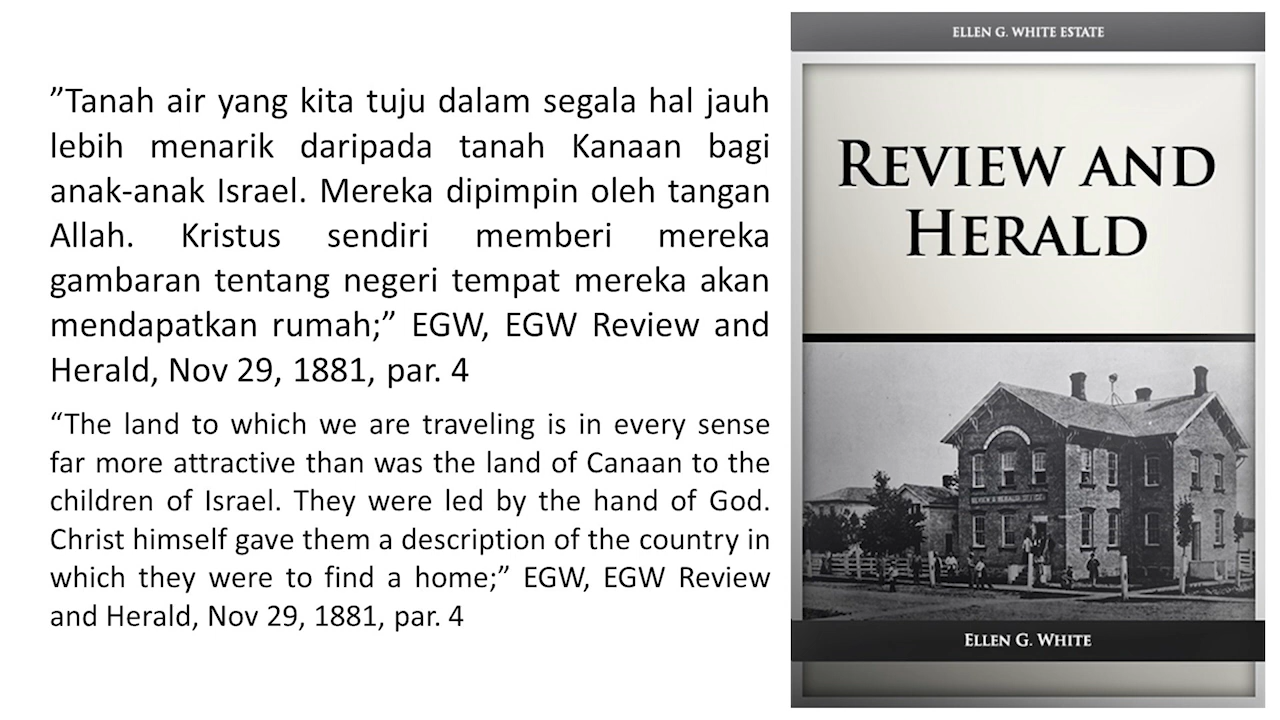 ”Tanah air yang kita tuju dalam segala hal jauh
lebih menarik daripada tanah Kanaan bagi
anak-anak Israel. Mereka dipimpin oleh tangan
Allah. Kristus sendiri memberi mereka
gambaran tentang negeri tempat mereka akan
mendapatkan rumah;” EGW, EGW Review and
Herald, Nov 29, 1881, par. 4
“The land to which we are traveling is in every sense
far more attractive than was the land of Canaan to the
children of Israel. They were led by the hand of God.
Christ himself gave them a description of the country in
which they were to find a home;” EGW, EGW Review
and Herald, Nov 29, 1881, par. 4
ELLEN G. WHITE ESTATE
REVIEW AND
HERALD
ELLEN G. WHITE